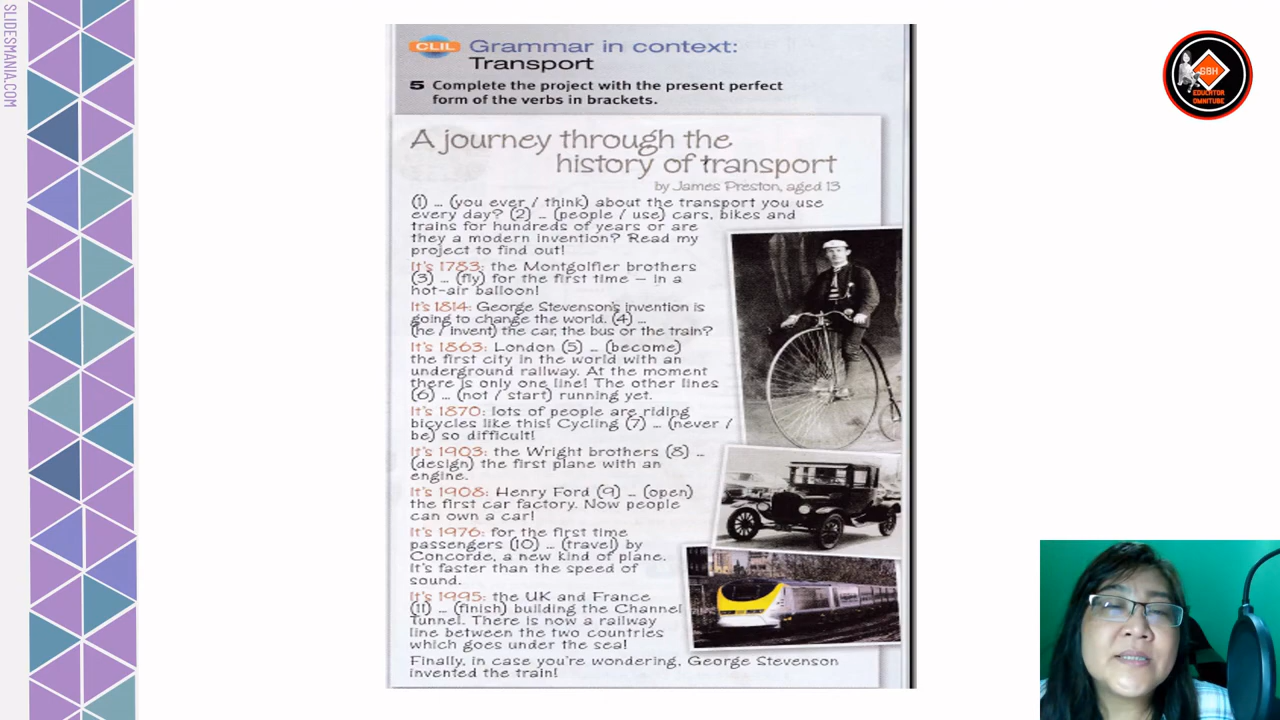 SLIDESMANIA.COM
CLIL Grammar in context:
Transport
5 Complete the project with the present perfect
form of the verbs in brackets.
A journey through the
history of transport
by James Preston, aged 13
(1) … (you ever / think) about the transport you use
every day? (2) … (people / use) cars, bikes and
trains for hundreds of years or are
they a modern invention? Read my
project to find out!
It's 1783: the Montgolfier brothers
(3) … (fly) for the first time – in a
hot-air balloon!
It's 1814: George Stevenson's invention is
going to change the world. (4) …
(he / invent) the car, the bus or the train?
It's 1863: London (5) … (become)
the first city in the world with an
underground railway. At the moment
there is only one line! The other lines
(6) … (not / start) running yet.
It's 1870: lots of people are riding
bicycles like this! Cycling (7) … (never /
be) so difficult!
It's 1903: the Wright brothers (8) …
(design) the first plane with an
engine.
It's 1908: Henry Ford (9) … (open)
the first car factory. Now people
can own a car!
It's 1976: for the first time
passengers (10) … (travel) by
Concorde, a new kind of plane.
It's faster than the speed of
sound.
It's 1995: the UK and France
(11) … (finish) building the Channel
Tunnel. There is now a railway
line between the two countries
which goes under the sea!
Finally, in case you're wondering, George Stevenson
invented the train!
GBH
EDUCATOR
OMNITUBE